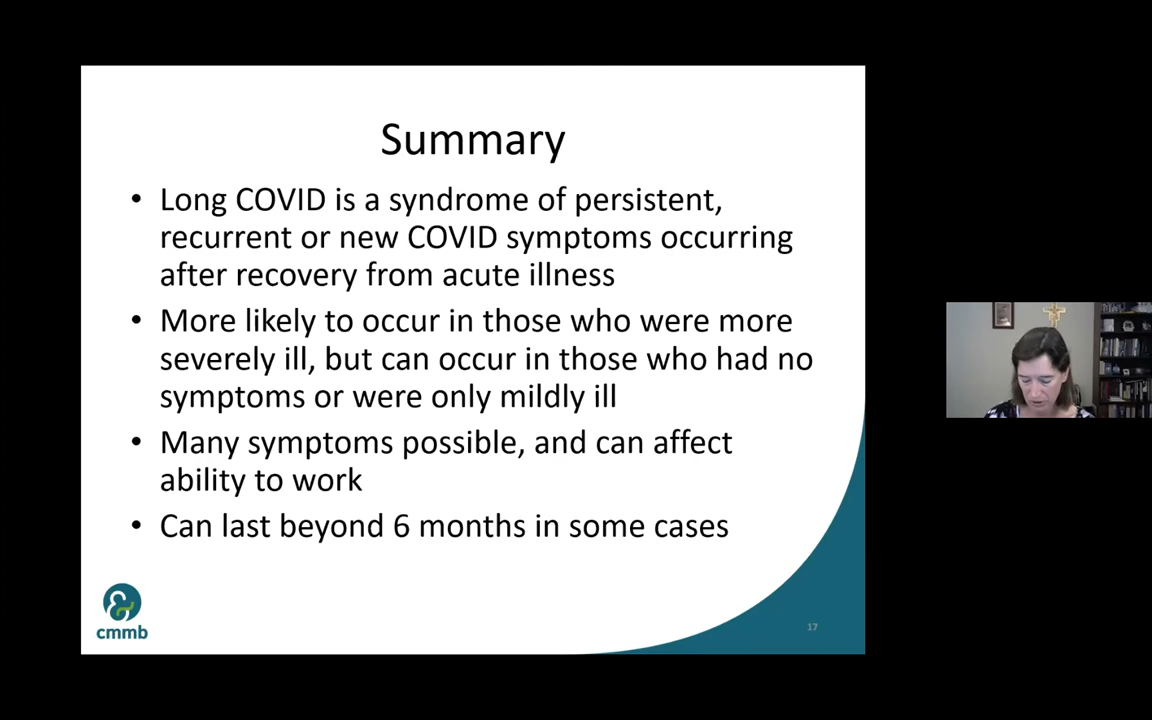 Summary
• Long COVID is a syndrome of persistent,
recurrent or new COVID symptoms occurring
after recovery from acute illness
• More likely to occur in those who were more
severely ill, but can occur in those who had no
symptoms or were only mildly ill
• Many symptoms possible, and can affect
ability to work
• Can last beyond 6 months in some cases
cmmb
17